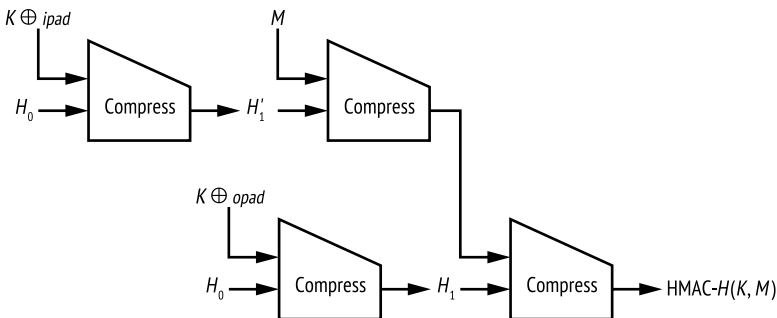 K ⊕ ipad
M
H₀
Compress
H′₁
Compress
K ⊕ opad
H₀
Compress
H₁
Compress
HMAC-H(K, M)